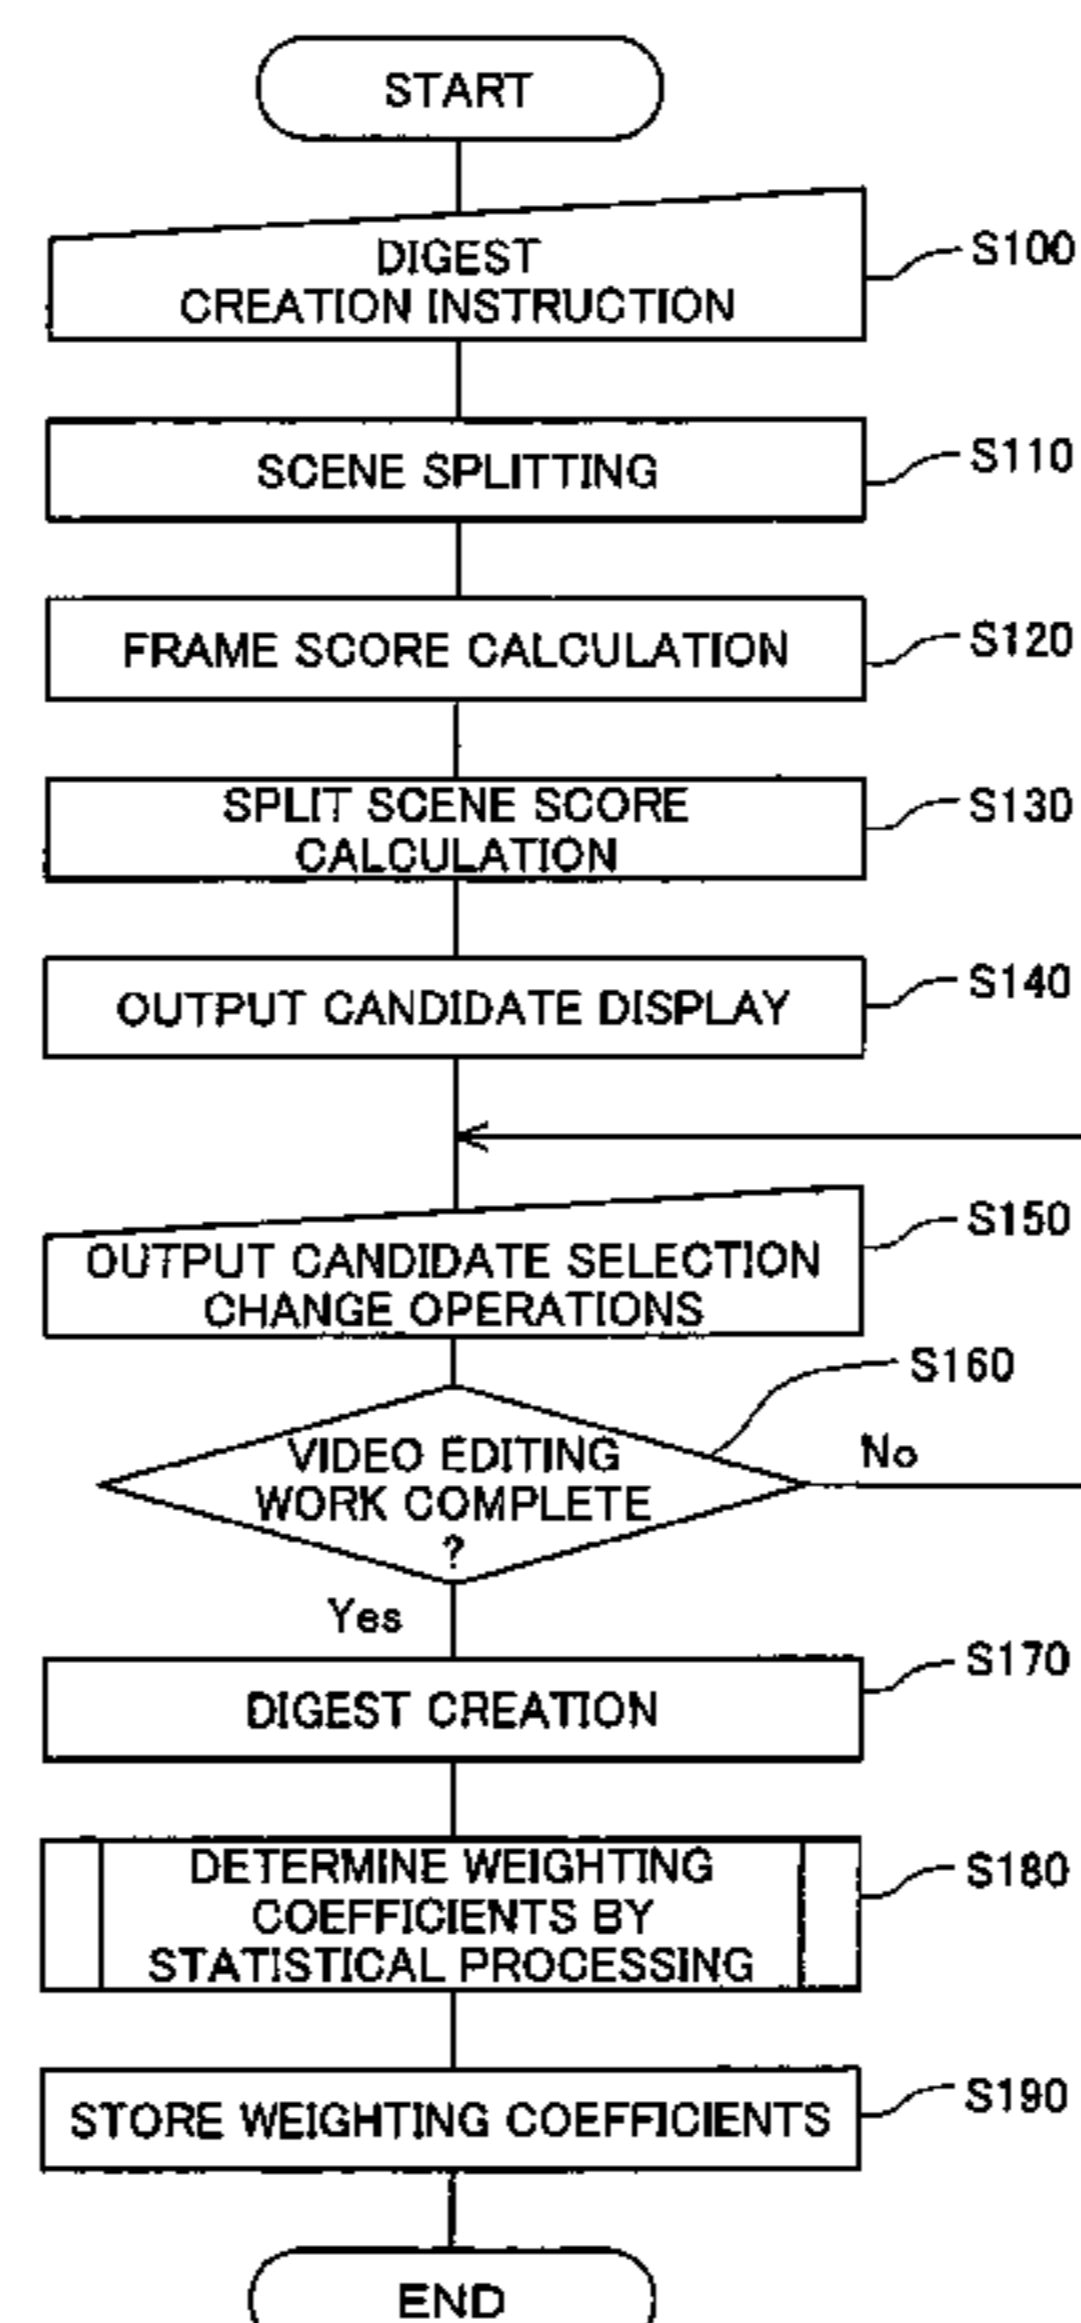 START
DIGEST
CREATION INSTRUCTION
S100
SCENE SPLITTING
S110
FRAME SCORE CALCULATION
S120
SPLIT SCENE SCORE
CALCULATION
S130
OUTPUT CANDIDATE DISPLAY
S140
OUTPUT CANDIDATE SELECTION
CHANGE OPERATIONS
S150
VIDEO EDITING
WORK COMPLETE
?
S160
No
Yes
DIGEST CREATION
S170
DETERMINE WEIGHTING
COEFFICIENTS BY
STATISTICAL PROCESSING
S180
STORE WEIGHTING COEFFICIENTS
S190
END